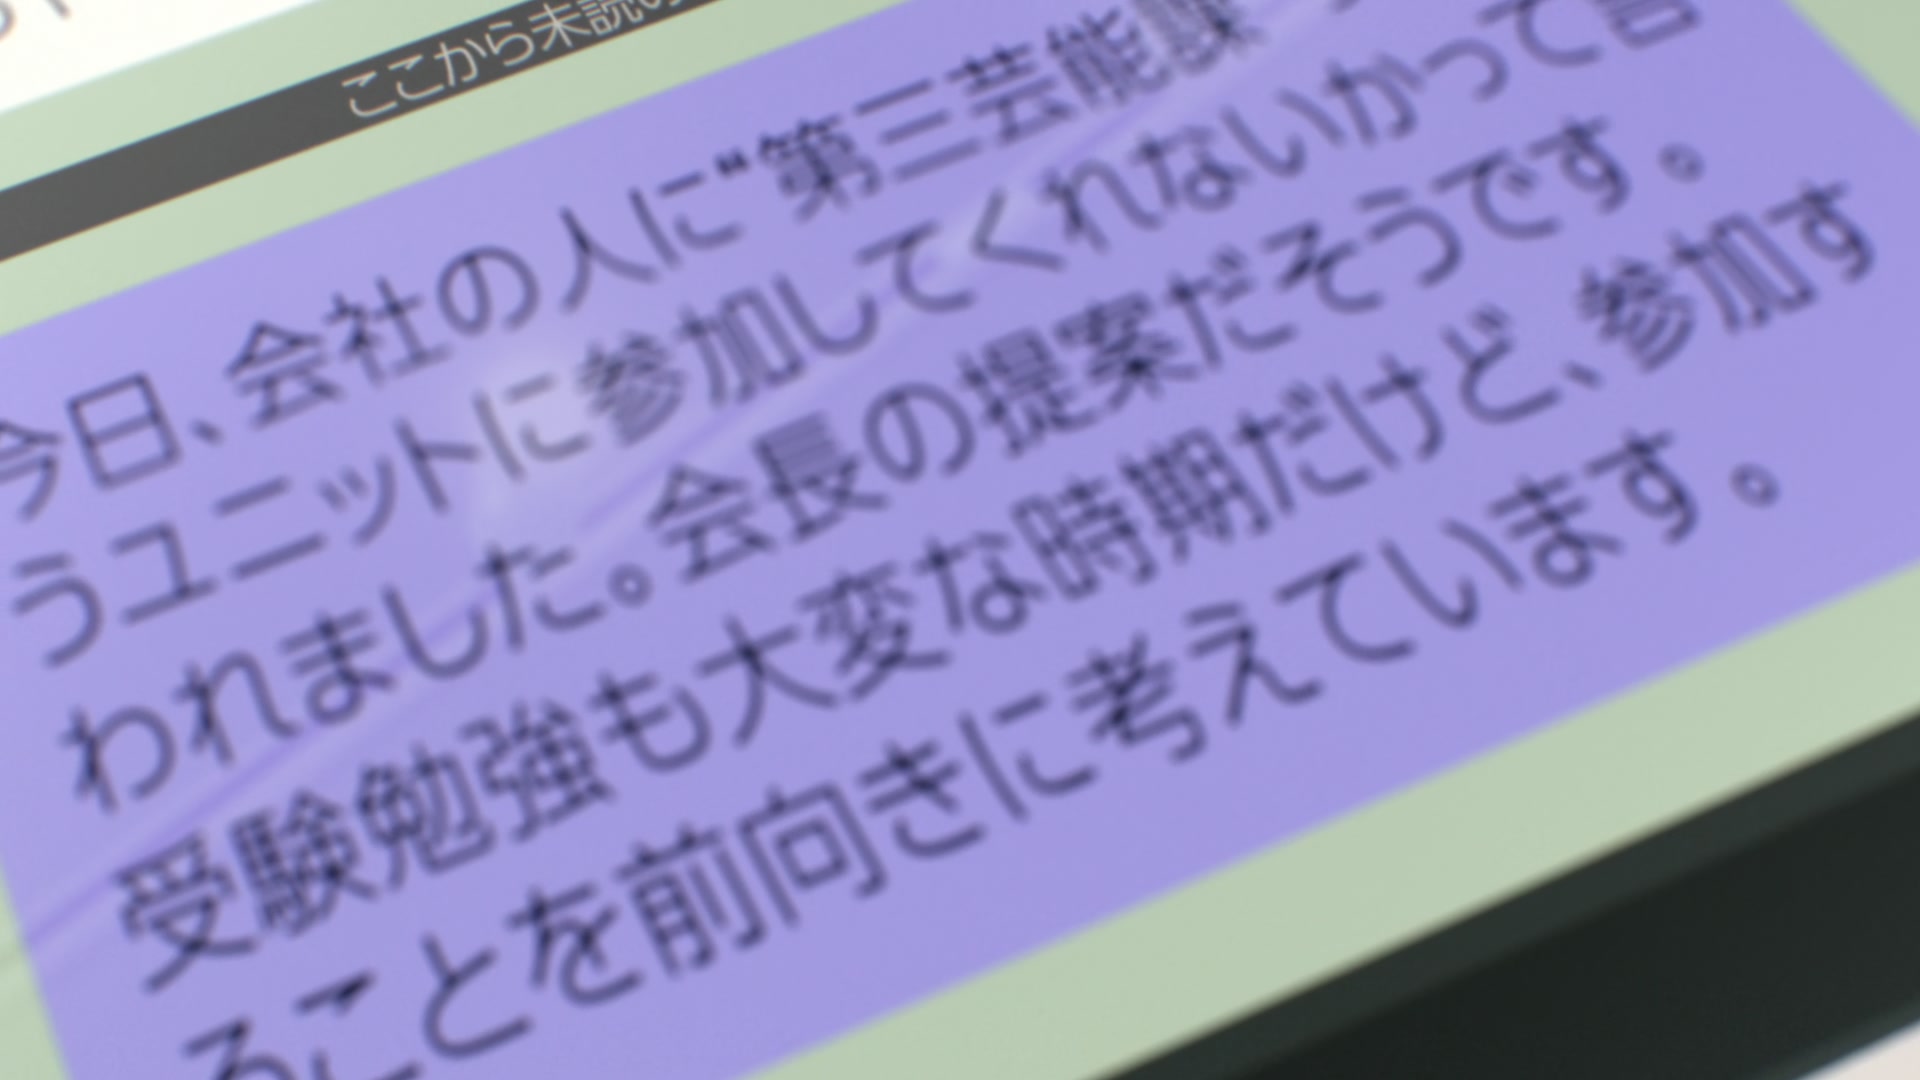 ここから未読の
今日、会社の人に"第三芸能課
うユニットに参加してくれないかって言
われました。会長の提案だそうです。
受験勉強も大変な時期だけど、参加す
ることを前向きに考えています。